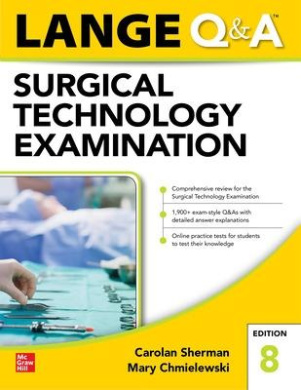 LANGE Q&A™
SURGICAL
TECHNOLOGY
EXAMINATION
Comprehensive review for the
Surgical Technology Examination
1,900+ exam-style Q&As with
detailed answer explanations
Online practice tests for students
to test their knowledge
EDITION
8
Mc
Graw
Hill
Carolan Sherman
Mary Chmielewski